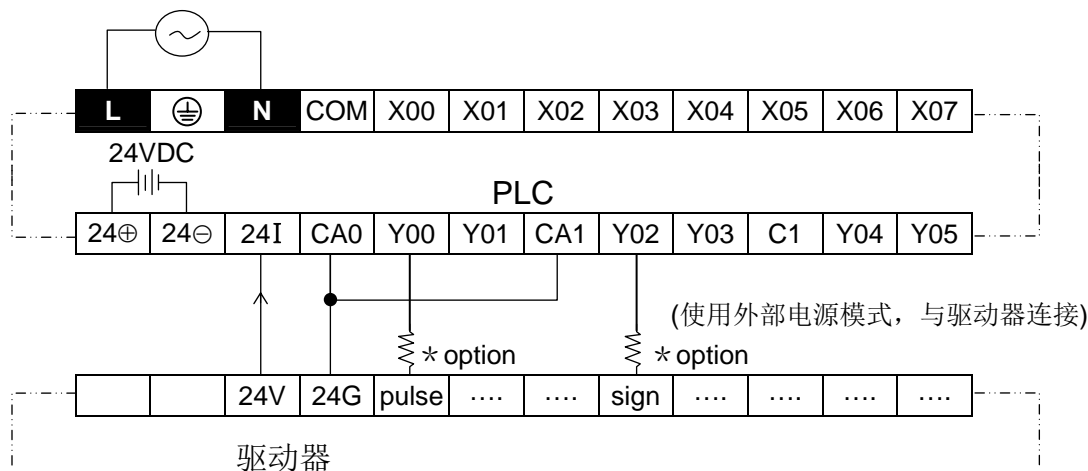 L ⏚ N COM X00 X01 X02 X03 X04 X05 X06 X07
24VDC
PLC
24⊕ 24⊖ 24I CA0 Y00 Y01 CA1 Y02 Y03 C1 Y04 Y05
(使用外部电源模式，与驱动器连接)
＊option ＊option
24V 24G pulse ···· ···· sign ···· ···· ···· ····
驱动器